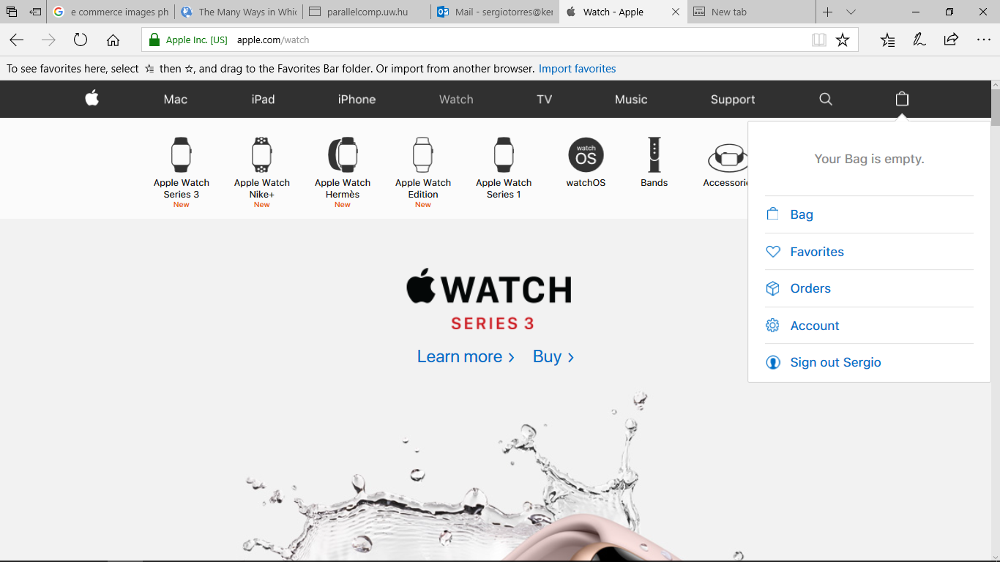 e commerce images ph
The Many Ways in Whic
parallelcomp.uw.hu
Mail - sergiotorres@ker
Watch - Apple
New tab
Apple Inc. [US] apple.com/watch
To see favorites here, select then ☆, and drag to the Favorites Bar folder. Or import from another browser. Import favorites
Mac iPad iPhone Watch TV Music Support
Apple Watch
Series 3
New
Apple Watch
Nike+
New
Apple Watch
Hermès
New
Apple Watch
Edition
New
Apple Watch
Series 1
watch
OS
watchOS
Bands
Accessorie
Your Bag is empty.
Bag
Favorites
Orders
Account
Sign out Sergio
WATCH
SERIES 3
Learn more › Buy ›